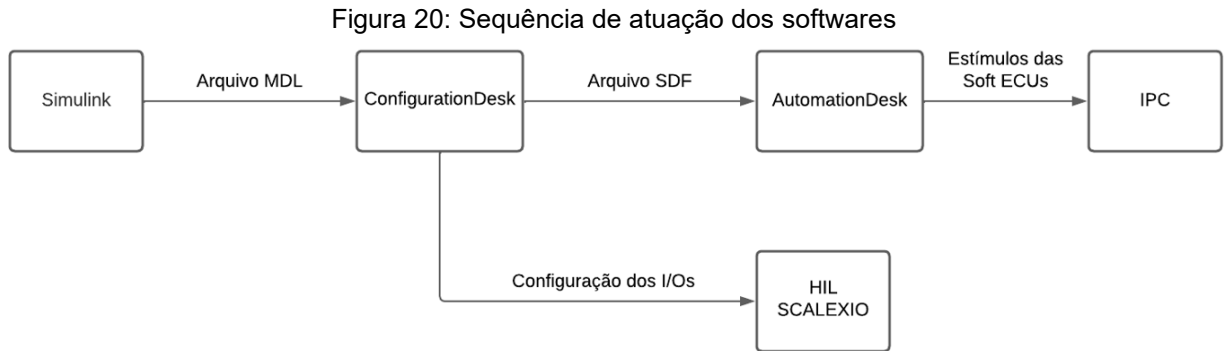 Figura 20: Sequência de atuação dos softwares
Simulink
Arquivo MDL
ConfigurationDesk
Arquivo SDF
AutomationDesk
Estímulos das
Soft ECUs
IPC
Configuração dos I/Os
HIL
SCALEXIO